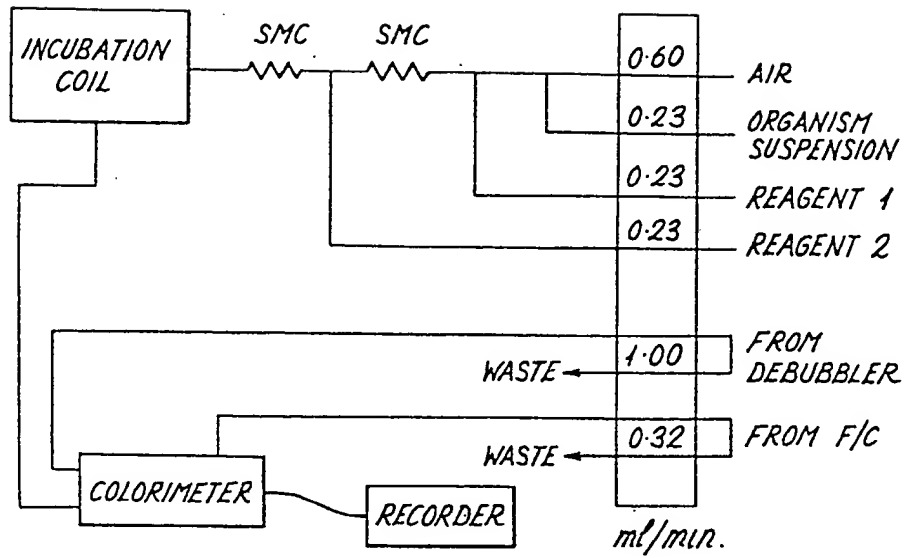 INCUBATION
COIL
SMC
SMC
0·60
AIR
0·23
ORGANISM
SUSPENSION
0·23
REAGENT 1
0·23
REAGENT 2
1·00
FROM
DEBUBBLER
WASTE
0·32
FROM F/C
WASTE
COLORIMETER
RECORDER
ml/min.